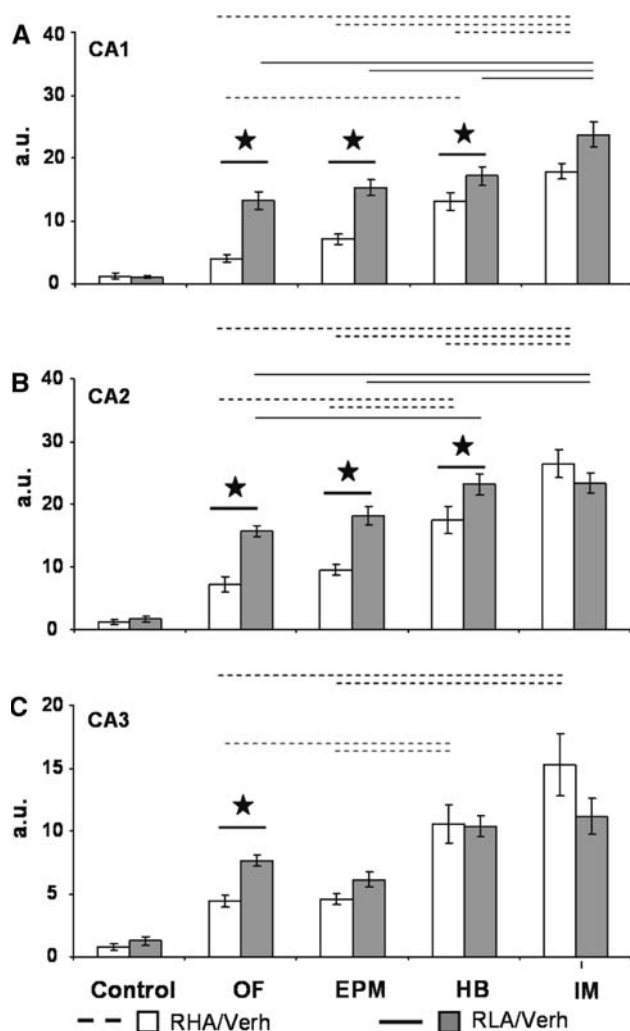 A
CA1
40
30
20
10
0
a.u.
B
CA2
40
30
20
10
0
a.u.
C
CA3
20
15
10
5
0
a.u.
Control OF EPM HB IM
RHA/Verh RLA/Verh